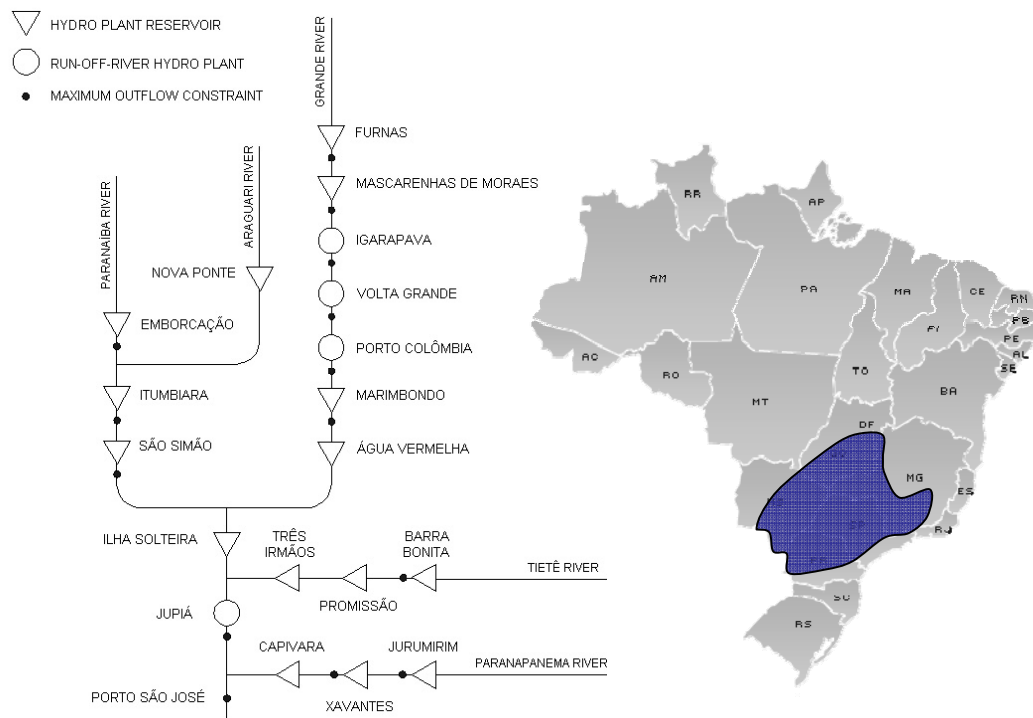 HYDRO PLANT RESERVOIR
RUN-OFF-RIVER HYDRO PLANT
MAXIMUM OUTFLOW CONSTRAINT
GRANDE RIVER
FURNAS
MASCARENHAS DE MORAES
IGARAPAVA
VOLTA GRANDE
PORTO COLÔMBIA
MARIMBONDO
ÁGUA VERMELHA
ARAGUARI RIVER
NOVA PONTE
PARANAÍBA RIVER
EMBORCAÇÃO
ITUMBIARA
SÃO SIMÃO
ILHA SOLTEIRA
TRÊS
IRMÃOS
BARRA
BONITA
TIETÊ RIVER
PROMISSÃO
JUPIÁ
CAPIVARA
JURUMIRIM
PARANAPANEMA RIVER
XAVANTES
PORTO SÃO JOSÉ
RR
AP
AM
PA
MA
CE
RN
PB
PI
PE
AL
SE
AC
RO
TO
BA
MT
DF
MG
ES
SP
RJ
SC
RS